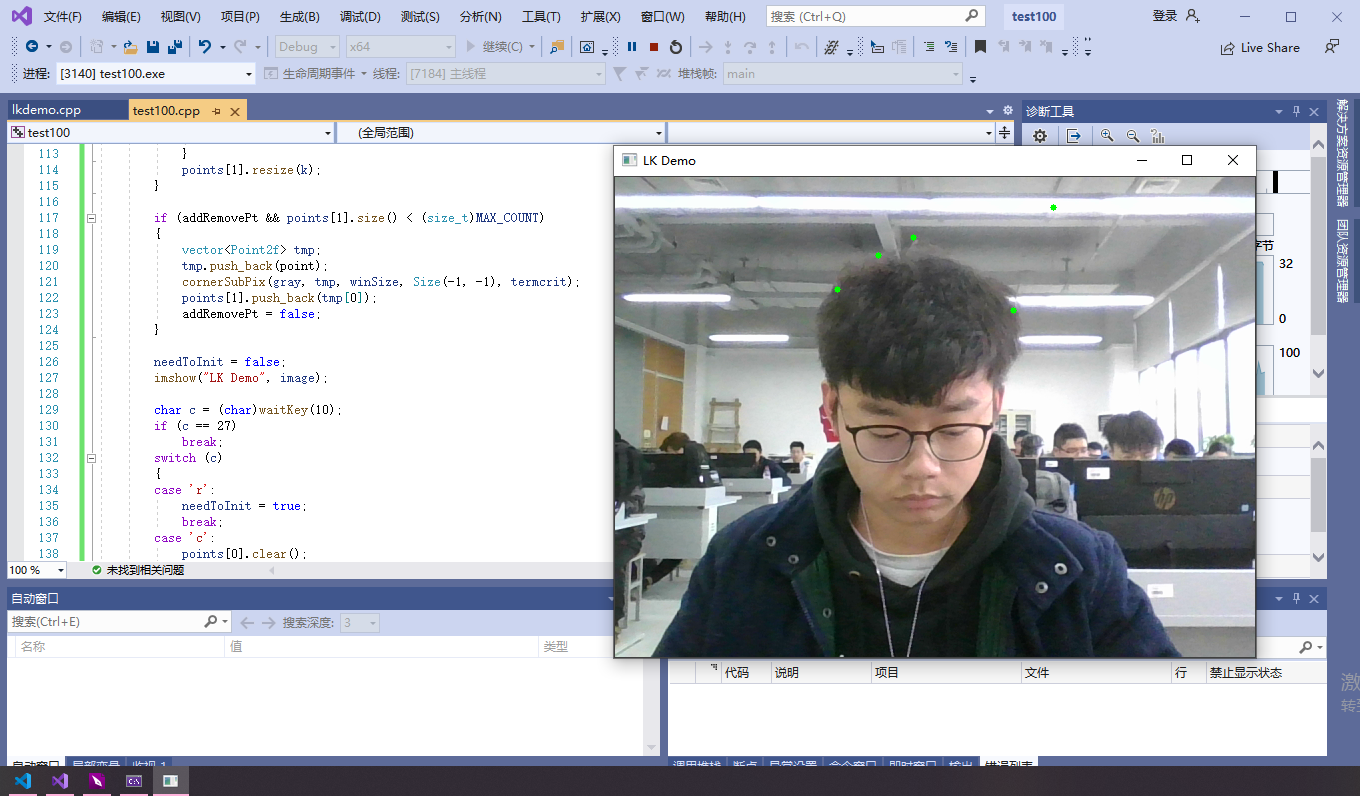 文件(F) 编辑(E) 视图(V) 项目(P) 生成(B) 调试(D) 测试(S) 分析(N) 工具(T) 扩展(X) 窗口(W) 帮助(H) 搜索 (Ctrl+Q) test100 登录
Debug x64 继续(C) Live Share
进程: [3140] test100.exe 生命周期事件 线程: [7184] 主线程 堆栈帧: main
lkdemo.cpp test100.cpp
诊断工具
test100 (全局范围)
LK Demo
113 }
114 points[1].resize(k);
115 }
116
117 if (addRemovePt && points[1].size() < (size_t)MAX_COUNT)
118 {
119 vector<Point2f> tmp;
120 tmp.push_back(point);
121 cornerSubPix(gray, tmp, winSize, Size(-1, -1), termcrit);
122 points[1].push_back(tmp[0]);
123 addRemovePt = false;
124 }
125
126 needToInit = false;
127 imshow("LK Demo", image);
128
129 char c = (char)waitKey(10);
130 if (c == 27)
131 break;
132 switch (c)
133 {
134 case 'r':
135 needToInit = true;
136 break;
137 case 'c':
138 points[0].clear();
字节
32
0
100
hp
解决方案资源管理器
团队资源管理器
100 % 未找到相关问题
自动窗口
搜索(Ctrl+E) 搜索深度: 3
名称 值 类型
代码 说明 项目 文件 行 禁止显示状态
激
转到
自动窗口 局部变量 监视 1
调用堆栈 断点 异常设置 命令窗口 即时窗口 输出 错误列表